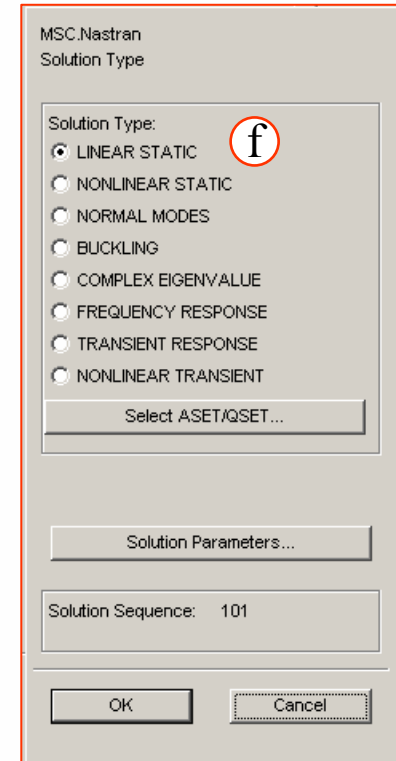 MSC.Nastran
Solution Type
Solution Type:
f
LINEAR STATIC
NONLINEAR STATIC
NORMAL MODES
BUCKLING
COMPLEX EIGENVALUE
FREQUENCY RESPONSE
TRANSIENT RESPONSE
NONLINEAR TRANSIENT
Select ASET/QSET...
Solution Parameters...
Solution Sequence: 101
OK Cancel